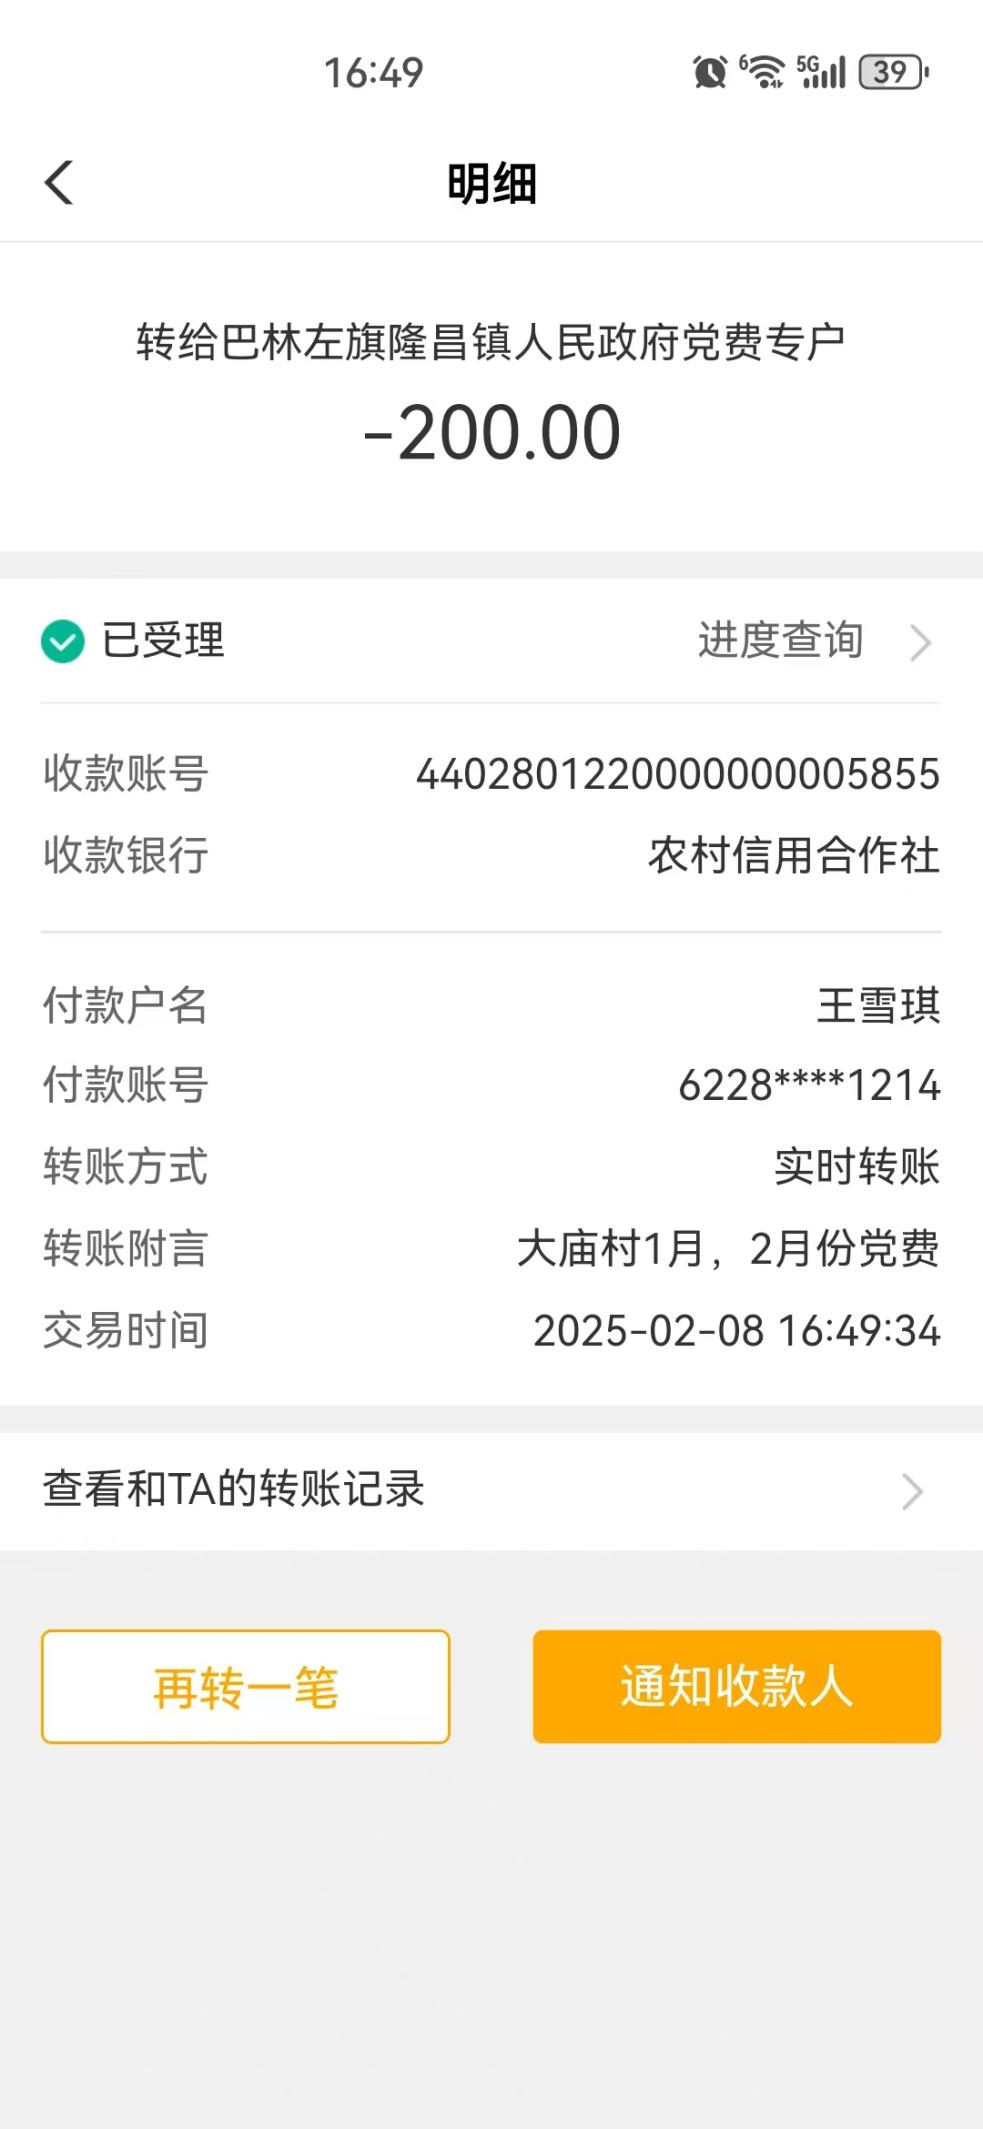 16:49
6 5G 39
明细
转给巴林左旗隆昌镇人民政府党费专户
-200.00
已受理 进度查询
收款账号 4402801220000000005855
收款银行 农村信用合作社
付款户名 王雪琪
付款账号 6228****1214
转账方式 实时转账
转账附言 大庙村1月，2月份党费
交易时间 2025-02-08 16:49:34
查看和TA的转账记录
再转一笔 通知收款人